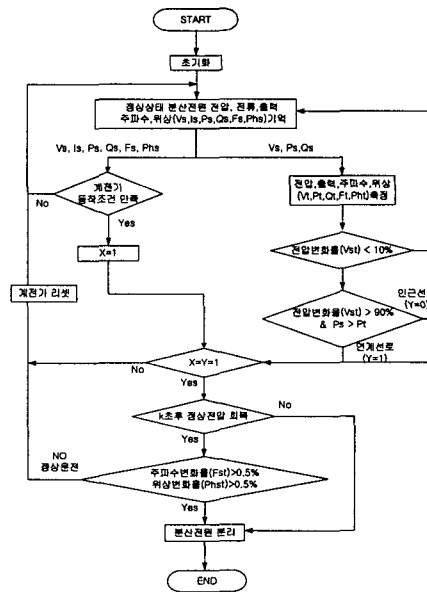 START
초기화
정상상태 분산전원 전압, 전류, 출력
주파수, 위상(Vs,Is,Ps,Qs,Fs,Phs)기억
Vs, Is, Ps, Qs, Fs, Phs
Vs, Ps,Qs
계전기
동작조건 만족
No
Yes
X=1
전압,출력,주파수,위상
(Vt,Pt,Qt,Ft,Pht)측정
전압변화율(Vst) < 10%
인근선
(Y=0)
전압변화율(Vst) > 90%
& Ps > Pt
연계선로
(Y=1)
계전기 리셋
X=Y=1
No
Yes
k초후 정상전압 회복
No
Yes
NO
정상운전
주파수변화율(Fst)>0.5%
위상변화율(Phst)>0.5%
Yes
분산전원 분리
END